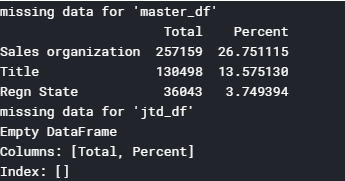 missing data for 'master_df'
Total Percent
Sales organization 257159 26.751115
Title 130498 13.575130
Regn State 36043 3.749394
missing data for 'jtd_df'
Empty DataFrame
Columns: [Total, Percent]
Index: []